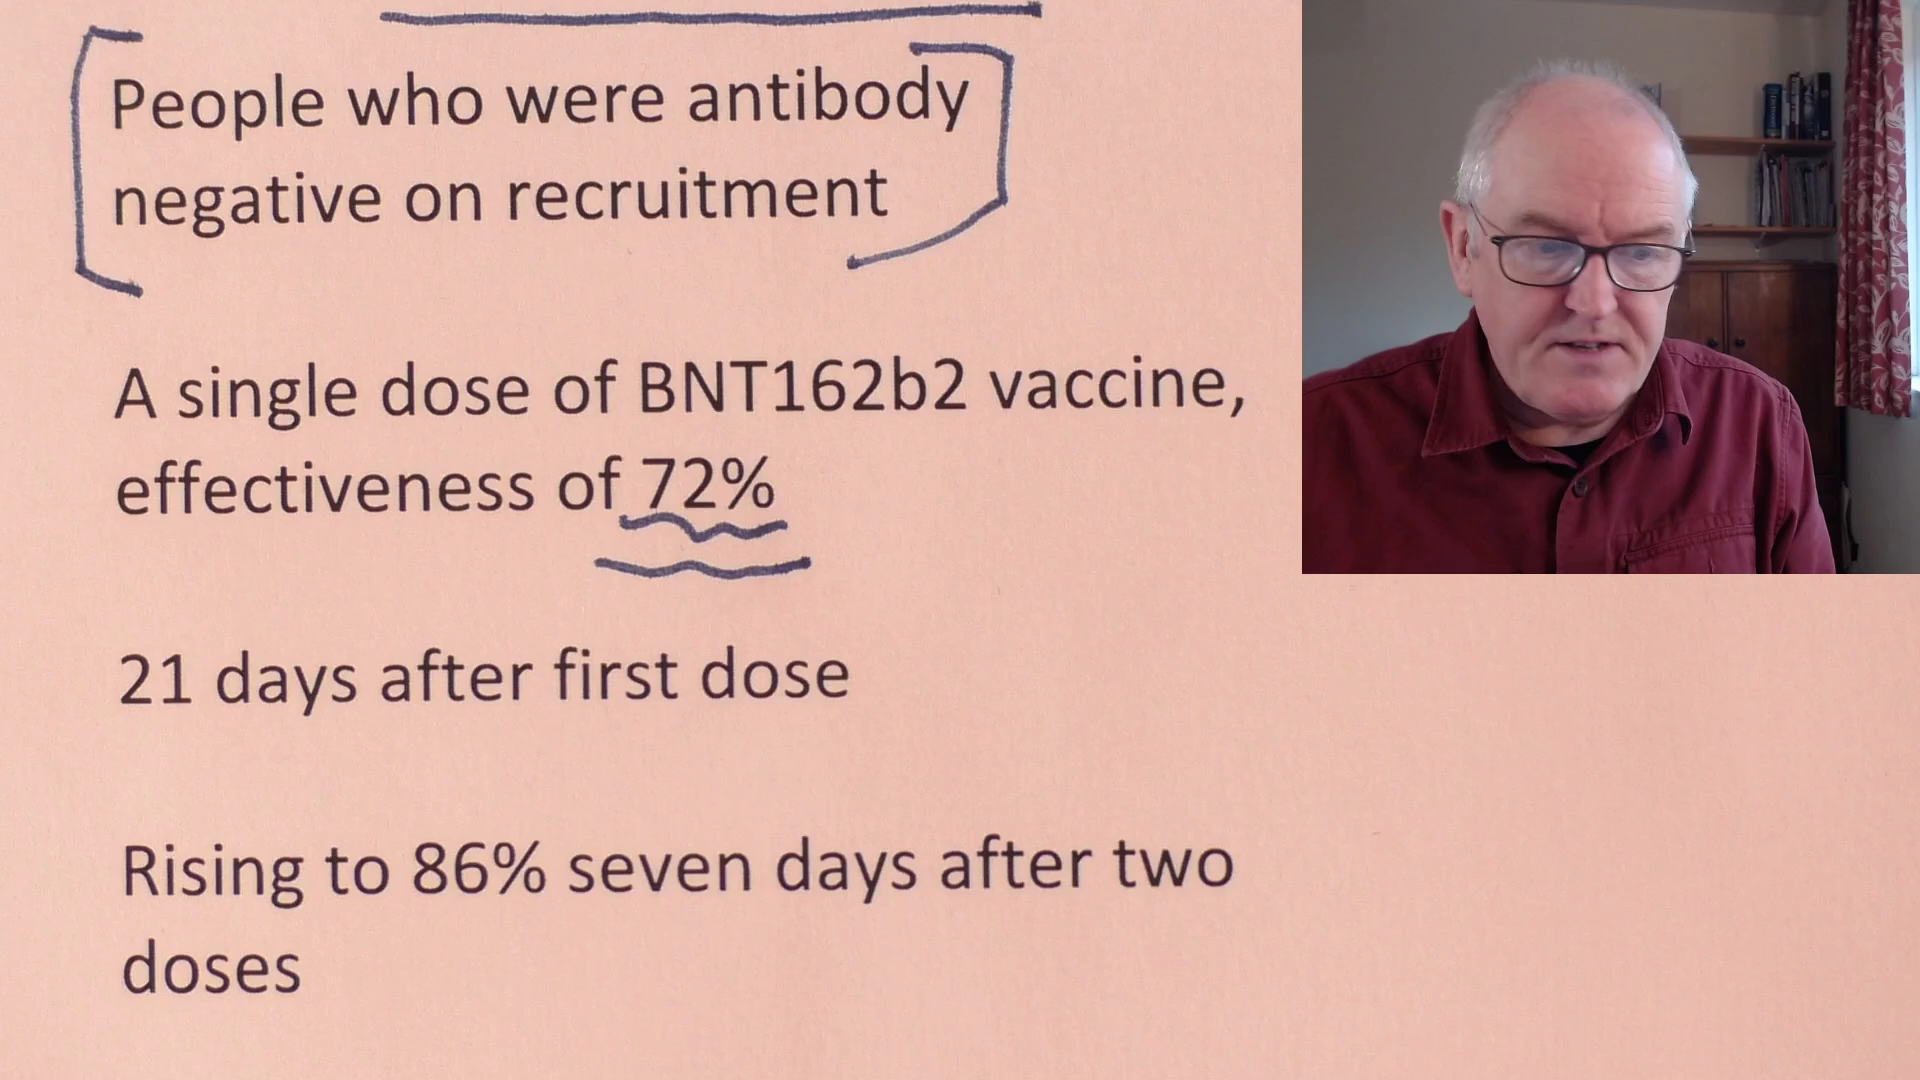 People who were antibody
negative on recruitment
A single dose of BNT162b2 vaccine,
effectiveness of 72%
21 days after first dose
Rising to 86% seven days after two
doses